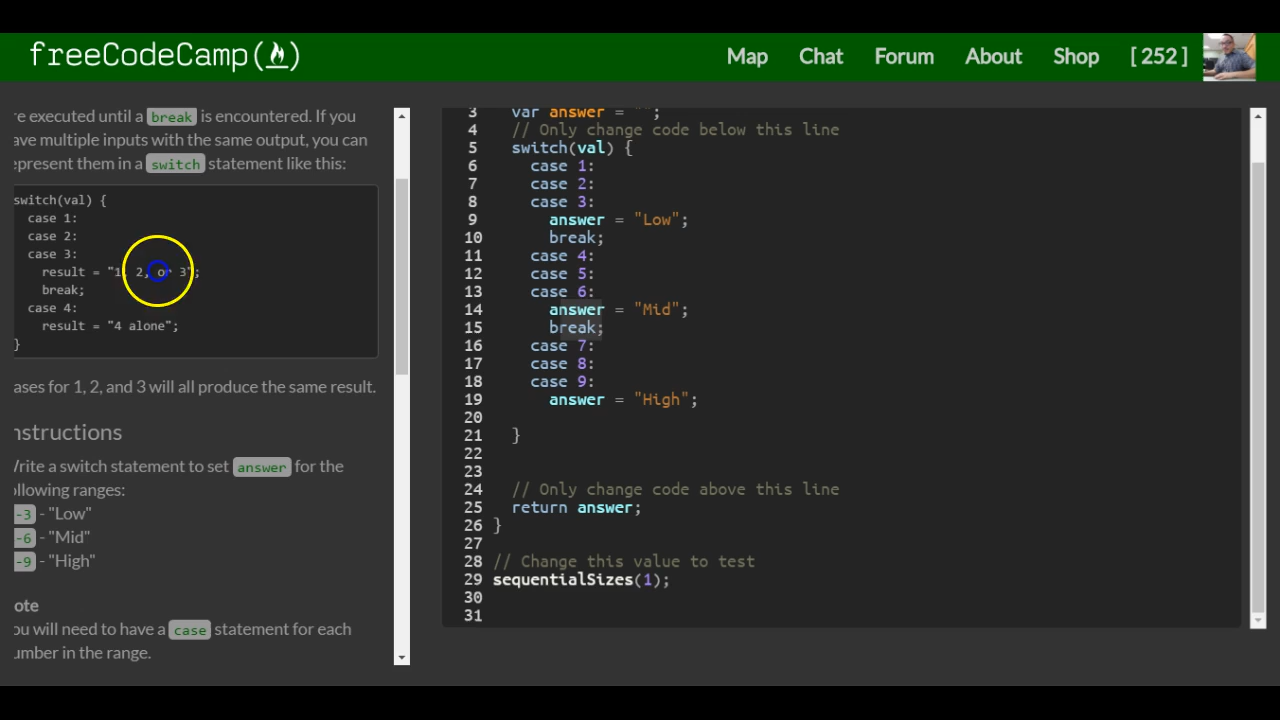 freeCodeCamp(🔥)
Map Chat Forum About Shop [ 252 ]
re executed until a break is encountered. If you
ave multiple inputs with the same output, you can
epresent them in a switch statement like this:
switch(val) {
case 1:
case 2:
case 3:
result = "1, 2, or 3";
break;
case 4:
result = "4 alone";
}
ases for 1, 2, and 3 will all produce the same result.
nstructions
Write a switch statement to set answer for the
ollowing ranges:
-3 - "Low"
-6 - "Mid"
-9 - "High"
ote
ou will need to have a case statement for each
umber in the range.
3 var answer = "";
4 // Only change code below this line
5 switch(val) {
6 case 1:
7 case 2:
8 case 3:
9 answer = "Low";
10 break;
11 case 4:
12 case 5:
13 case 6:
14 answer = "Mid";
15 break;
16 case 7:
17 case 8:
18 case 9:
19 answer = "High";
20
21 }
22
23
24 // Only change code above this line
25 return answer;
26 }
27
28 // Change this value to test
29 sequentialSizes(1);
30
31